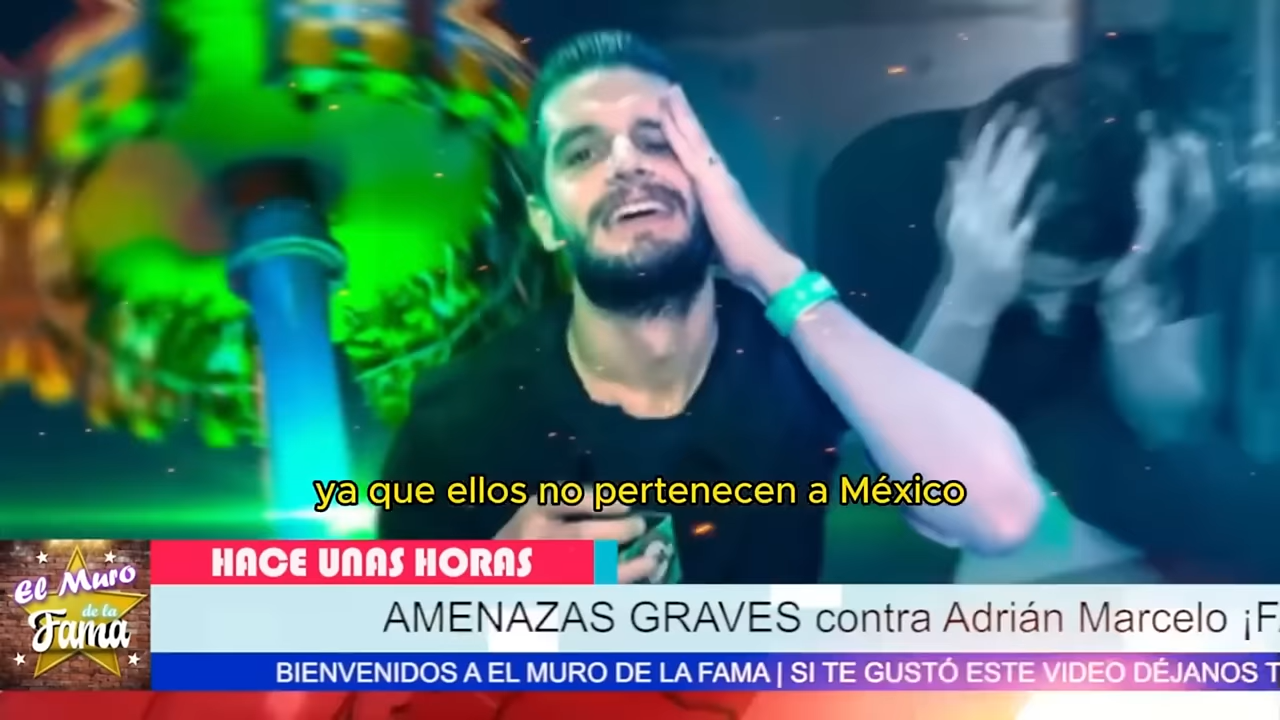 ya que ellos no pertenecen a México
HACE UNAS HORAS
El Muro
de la
Fama
AMENAZAS GRAVES contra Adrián Marcelo ¡F
BIENVENIDOS A EL MURO DE LA FAMA | SI TE GUSTÓ ESTE VIDEO DÉJANOS T